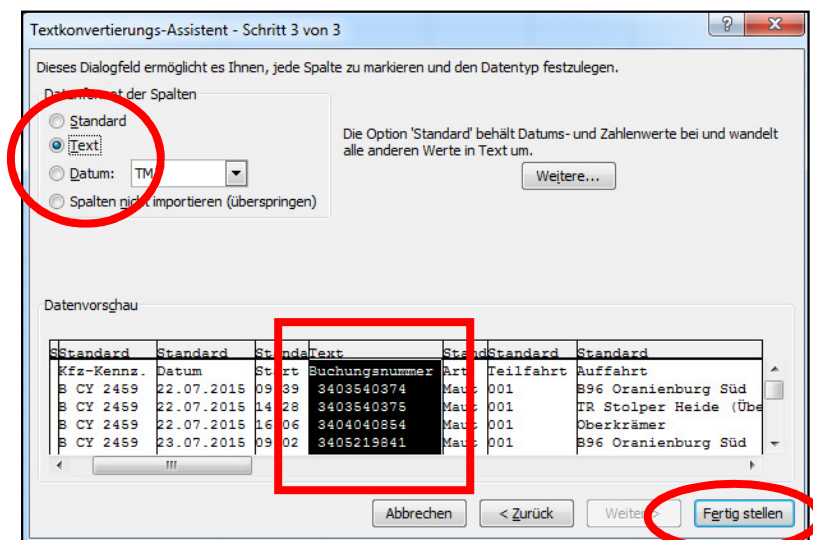 Textkonvertierungs-Assistent - Schritt 3 von 3
Dieses Dialogfeld ermöglicht es Ihnen, jede Spalte zu markieren und den Datentyp festzulegen.
Datenformat der Spalten
Standard
Text
Datum: TM
Spalten nicht importieren (überspringen)
Die Option 'Standard' behält Datums- und Zahlenwerte bei und wandelt
alle anderen Werte in Text um.
Weitere...
Datenvorschau
S Standard Standard Standa Text Stand Standard Standard
Kfz-Kennz. Datum Start Buchungsnummer Art Teilfahrt Auffahrt
B CY 2459 22.07.2015 09 39 3403540374 Maut 001 B96 Oranienburg Süd
B CY 2459 22.07.2015 14 28 3403540375 Maut 001 TR Stolper Heide (Übe
B CY 2459 22.07.2015 16 06 3404040854 Maut 001 Oberkrämer
B CY 2459 23.07.2015 09 02 3405219841 Maut 001 B96 Oranienburg Süd
Abbrechen < Zurück Weiter > Fertig stellen